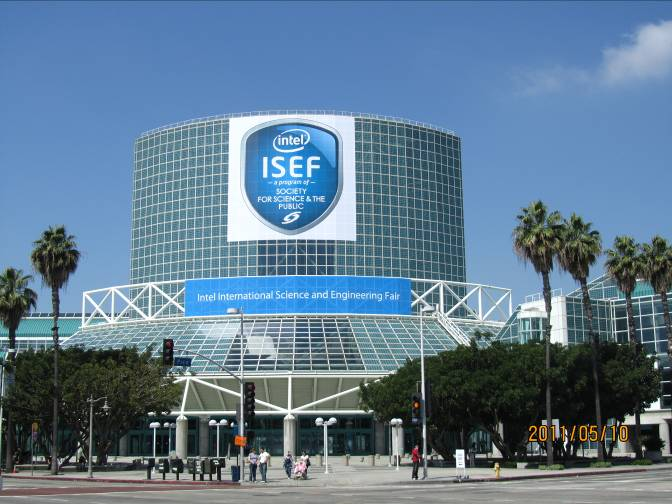 intel
ISEF
a program of
SOCIETY
FOR SCIENCE & THE
PUBLIC
Intel International Science and Engineering Fair
2011/05/10